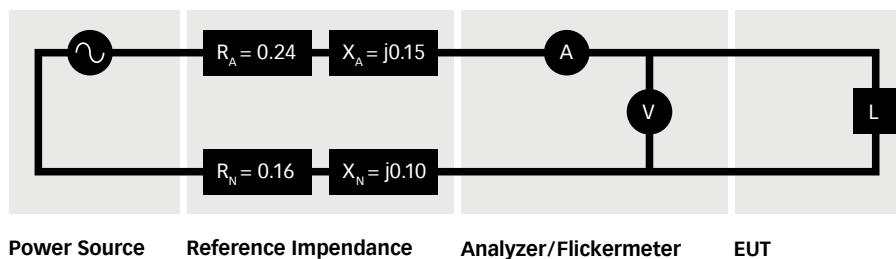 R_A = 0.24 X_A = j0.15 A
V
L
R_N = 0.16 X_N = j0.10
Power Source Reference Impendance Analyzer/Flickermeter EUT